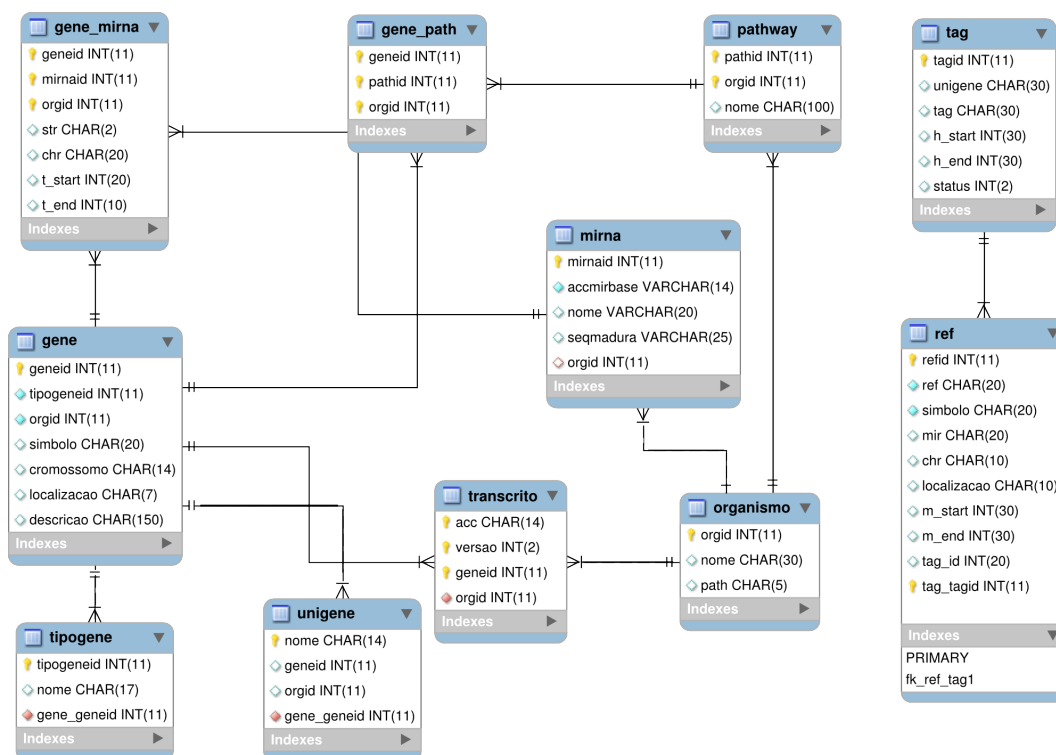 gene_mirna
geneid INT(11)
mirnaid INT(11)
orgid INT(11)
str CHAR(2)
chr CHAR(20)
t_start INT(20)
t_end INT(10)
Indexes
gene_path
geneid INT(11)
pathid INT(11)
orgid INT(11)
Indexes
pathway
pathid INT(11)
orgid INT(11)
nome CHAR(100)
Indexes
tag
tagid INT(11)
unigene CHAR(30)
tag CHAR(30)
h_start INT(30)
h_end INT(30)
status INT(2)
Indexes
mirna
mirnaid INT(11)
accmirbase VARCHAR(14)
nome VARCHAR(20)
seqmadura VARCHAR(25)
orgid INT(11)
Indexes
gene
geneid INT(11)
tipogeneid INT(11)
orgid INT(11)
simbolo CHAR(20)
cromossomo CHAR(14)
localizacao CHAR(7)
descricao CHAR(150)
Indexes
ref
refid INT(11)
ref CHAR(20)
simbolo CHAR(20)
mir CHAR(20)
chr CHAR(10)
localizacao CHAR(10)
m_start INT(30)
m_end INT(30)
tag_id INT(20)
tag_tagid INT(11)
Indexes
PRIMARY
fk_ref_tag1
transcrito
acc CHAR(14)
versao INT(2)
geneid INT(11)
orgid INT(11)
Indexes
organismo
orgid INT(11)
nome CHAR(30)
path CHAR(5)
Indexes
unigene
nome CHAR(14)
geneid INT(11)
orgid INT(11)
gene_geneid INT(11)
Indexes
tipogene
tipogeneid INT(11)
nome CHAR(17)
gene_geneid INT(11)
Indexes